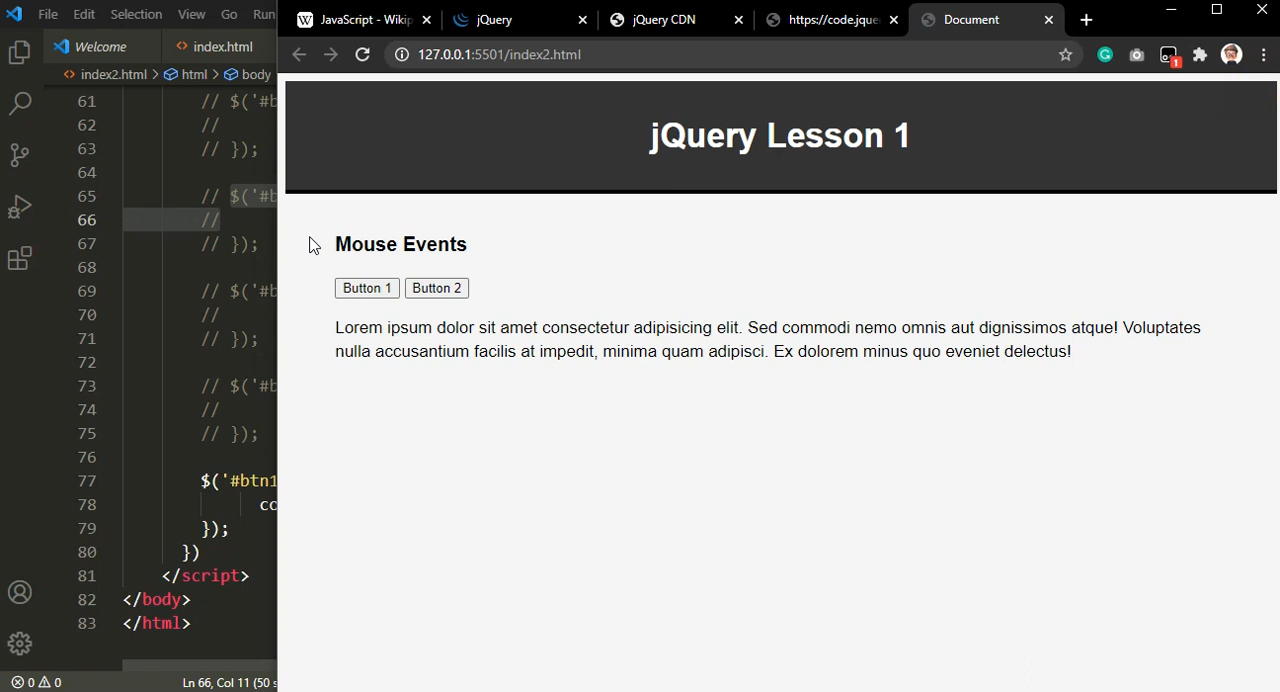 File Edit Selection View Go Run
JavaScript - Wikip
jQuery
jQuery CDN
https://code.jque
Document
Welcome
index.html
127.0.0.1:5501/index2.html
1
index2.html > html > body
jQuery Lesson 1
Mouse Events
Button 1 Button 2
Lorem ipsum dolor sit amet consectetur adipisicing elit. Sed commodi nemo omnis aut dignissimos atque! Voluptates
nulla accusantium facilis at impedit, minima quam adipisci. Ex dolorem minus quo eveniet delectus!
61 // $('#b
62 //
63 // });
64
65 // $('#b
66 //
67 // });
68
69 // $('#b
70 //
71 // });
72
73 // $('#b
74 //
75 // });
76
77 $('#btn1
78 co
79 });
80 })
81 </script>
82 </body>
83 </html>
0 0 Ln 66, Col 11 (50 s